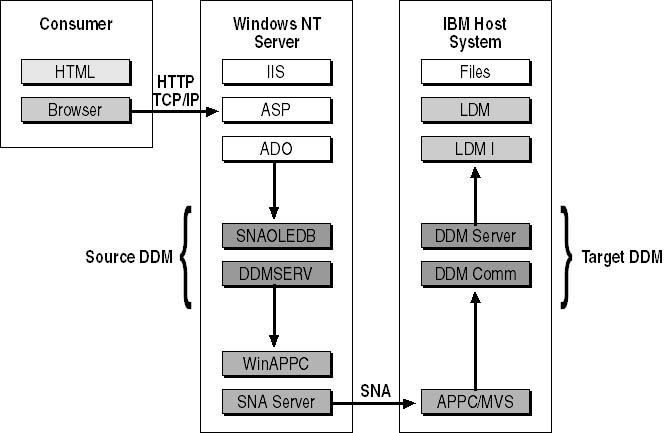 Consumer
HTML
Browser
HTTP
TCP/IP
Windows NT
Server
IIS
ASP
ADO
Source DDM
SNAOLEDB
DDMSERV
WinAPPC
SNA Server
SNA
IBM Host
System
Files
LDM
LDM I
DDM Server
DDM Comm
Target DDM
APPC/MVS